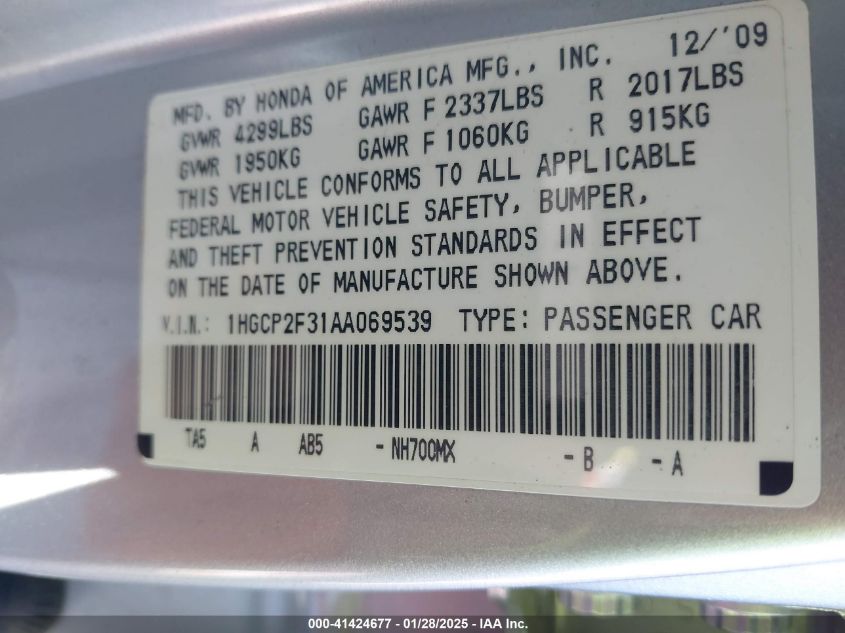 12/'09
MFD. BY HONDA OF AMERICA MFG., INC.
GVWR 4299LBS GAWR F 2337LBS R 2017LBS
GVWR 1950KG GAWR F 1060KG R 915KG
THIS VEHICLE CONFORMS TO ALL APPLICABLE
FEDERAL MOTOR VEHICLE SAFETY, BUMPER,
AND THEFT PREVENTION STANDARDS IN EFFECT
ON THE DATE OF MANUFACTURE SHOWN ABOVE.
V.I.N.: 1HGCP2F31AA069539 TYPE: PASSENGER CAR
TA5 A AB5 - NH700MX - B - A
000-41424677 - 01/28/2025 - IAA Inc.